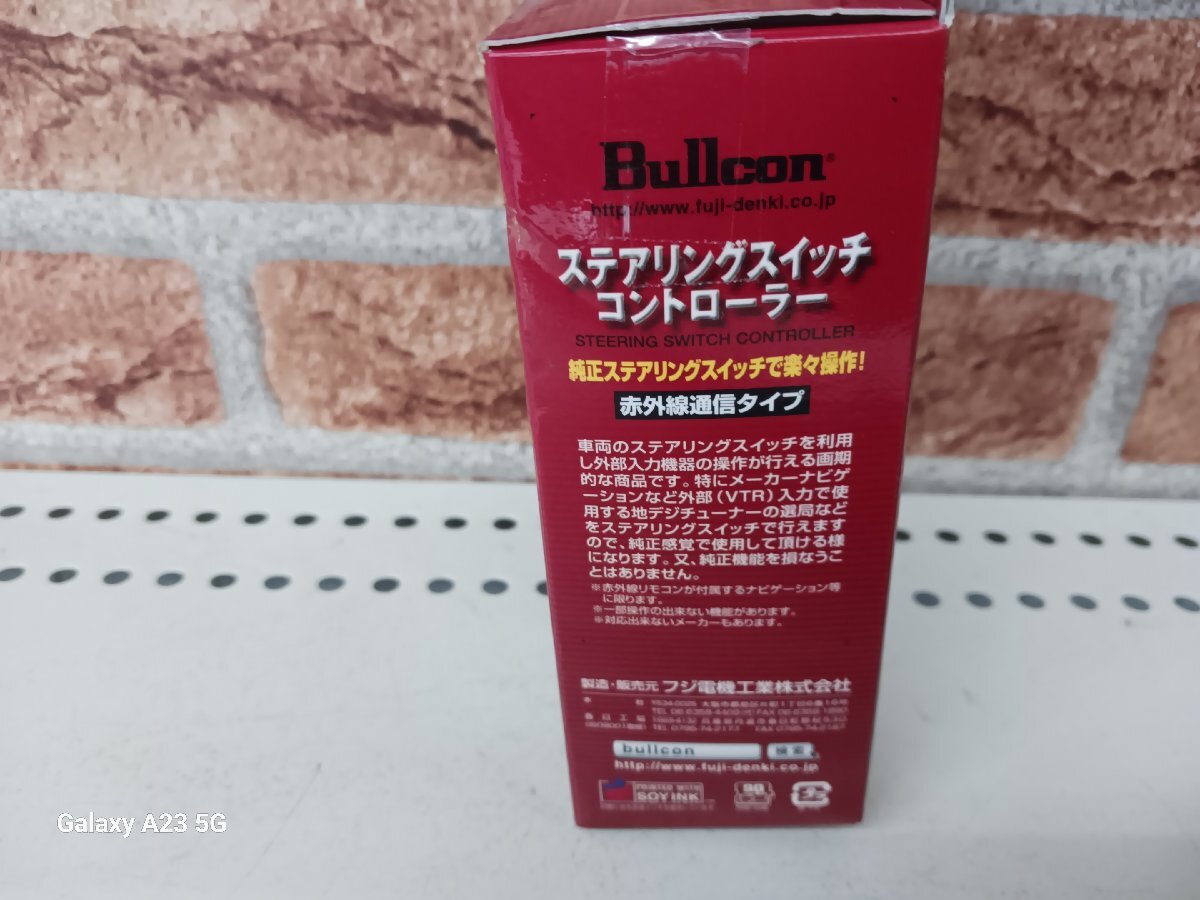 Bullcon
http://www.fuji-denki.co.jp
ステアリングスイッチ
コントローラー
STEERING SWITCH CONTROLLER
純正ステアリングスイッチで楽々操作!
赤外線通信タイプ
車両のステアリングスイッチを利用
し外部入力機器の操作が行える画期
的な商品です。特にメーカーナビゲ
ーションなど外部(VTR)入力で使
用する地デジチューナーの選局など
をステアリングスイッチで行えます
ので、純正感覚で使用して頂ける様
になります。又、純正機能を損なうこ
とはありません。
※赤外線リモコンが付属するナビゲーション等
に限ります。
※一部操作の出来ない機能があります。
※対応出来ないメーカーもあります。
製造・販売元 フジ電機工業株式会社
bullcon 検索
http://www.fuji-denki.co.jp
PRINTED WITH
SOY INK
Galaxy A23 5G